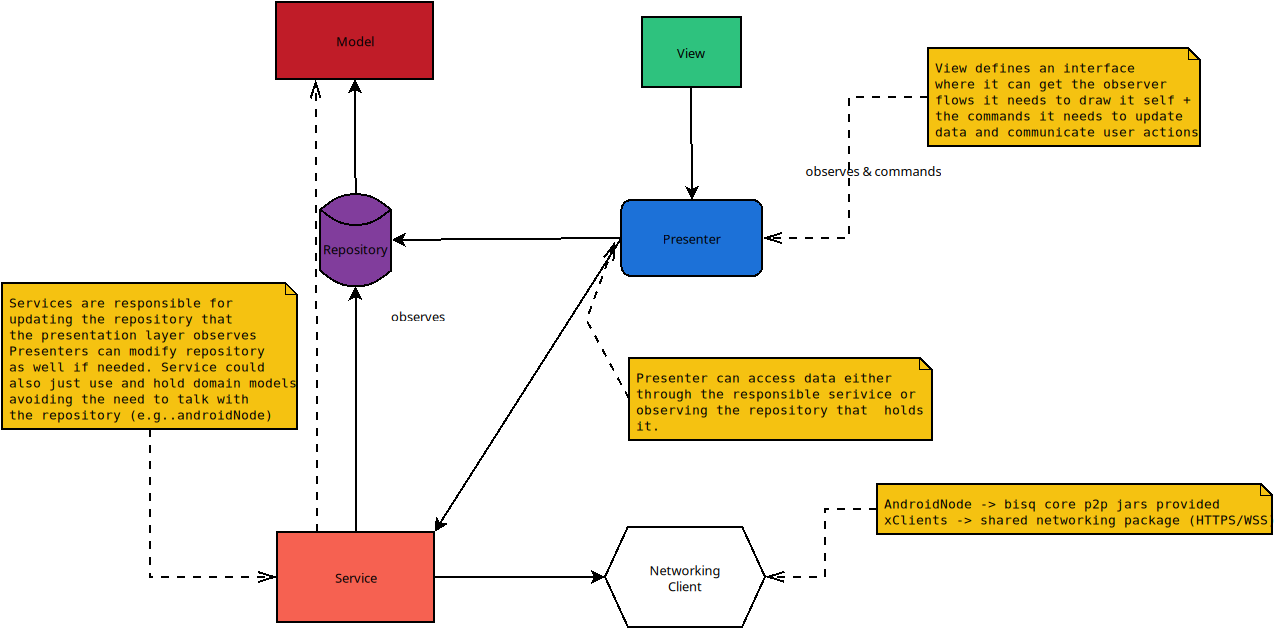 Model
View
View defines an interface
where it can get the observer
flows it needs to draw it self +
the commands it needs to update
data and communicate user actions
observes & commands
Presenter
Repository
Services are responsible for
updating the repository that
the presentation layer observes
Presenters can modify repository
as well if needed. Service could
also just use and hold domain models
avoiding the need to talk with
the repository (e.g..androidNode)
observes
Presenter can access data either
through the responsible serivice or
observing the repository that  holds
it.
AndroidNode -> bisq core p2p jars provided
xClients -> shared networking package (HTTPS/WSS
Service
Networking
Client